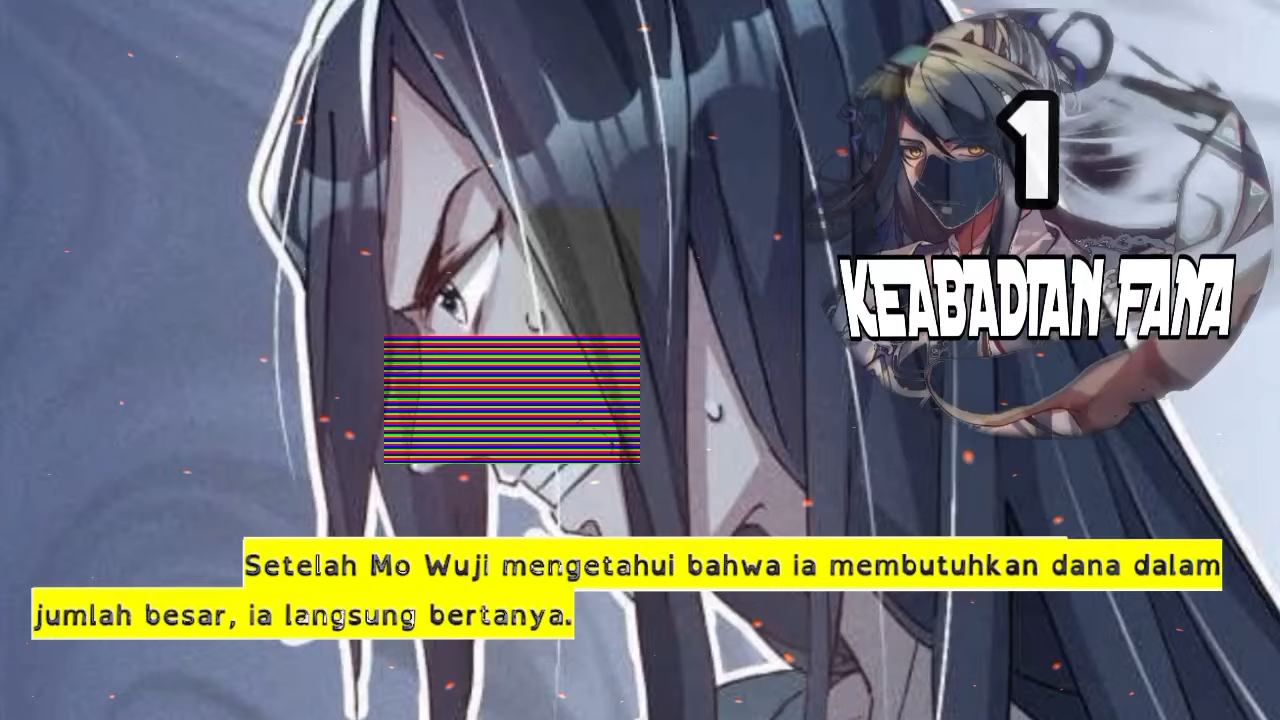 1
KEABADIAN FANA
Setelah Mo Wuji mengetahui bahwa ia membutuhkan dana dalam
jumlah besar, ia langsung bertanya.